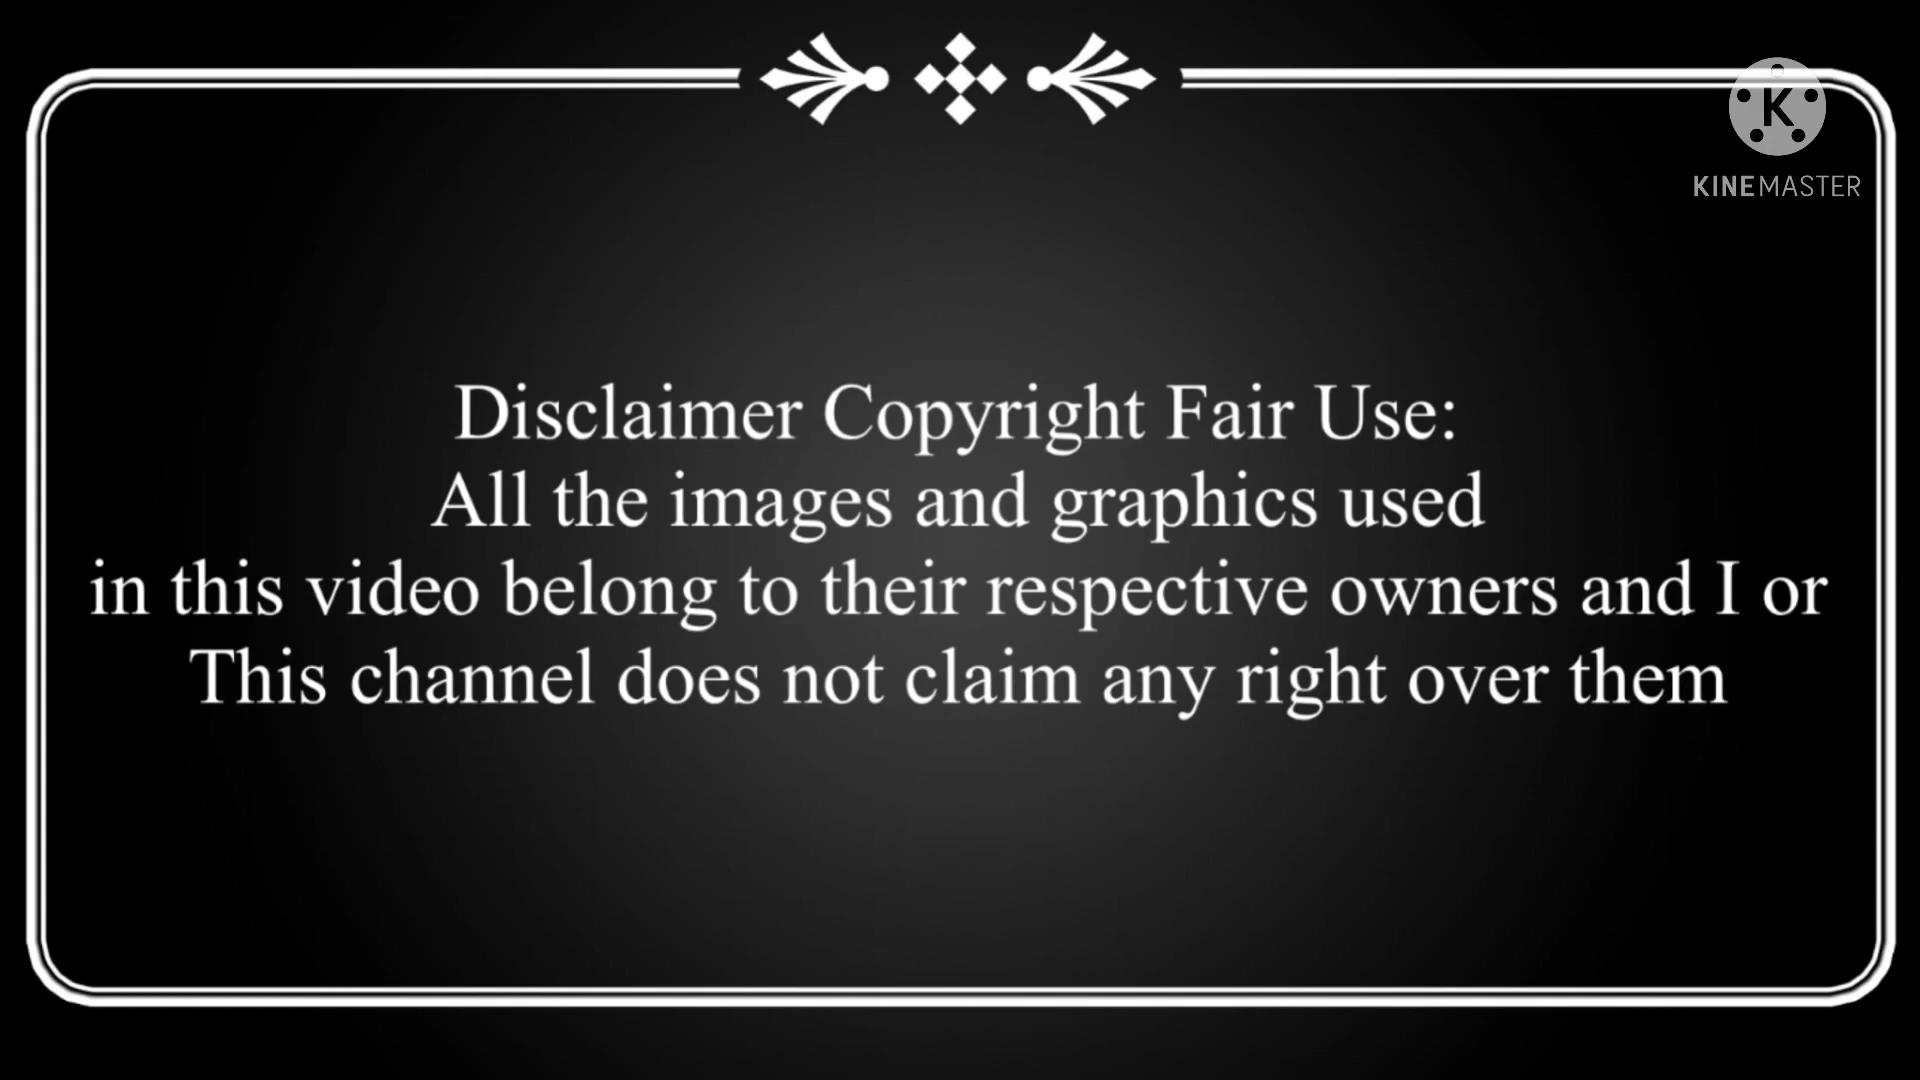 K
KINEMASTER
Disclaimer Copyright Fair Use:
All the images and graphics used
in this video belong to their respective owners and I or
This channel does not claim any right over them